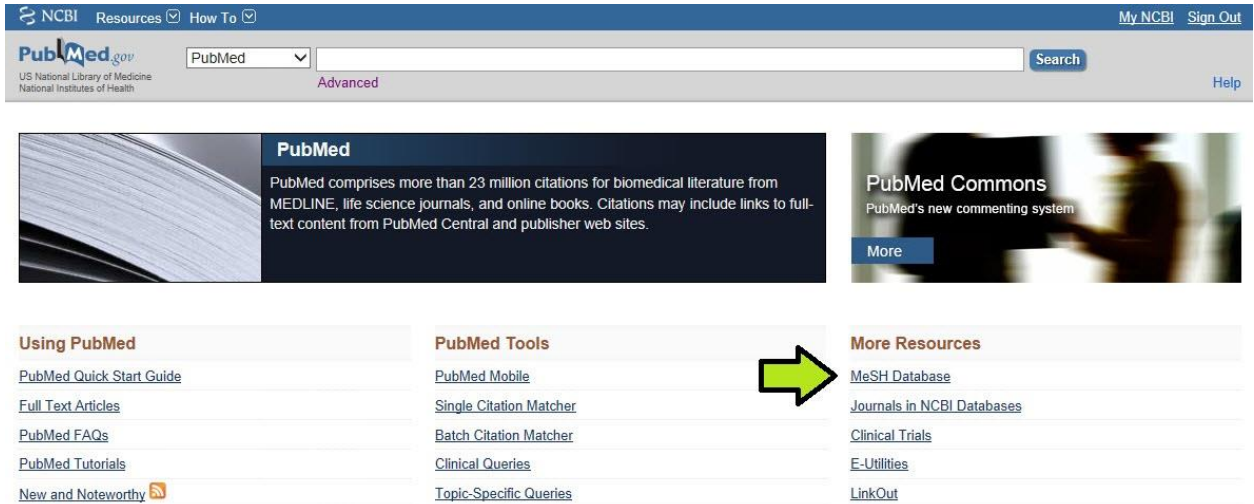 NCBI Resources How To My NCBI Sign Out
PubMed.gov
US National Library of Medicine
National Institutes of Health
PubMed
Search
Advanced
Help
PubMed
PubMed comprises more than 23 million citations for biomedical literature from
MEDLINE, life science journals, and online books. Citations may include links to full-
text content from PubMed Central and publisher web sites.
PubMed Commons
PubMed's new commenting system
More
Using PubMed
PubMed Quick Start Guide
Full Text Articles
PubMed FAQs
PubMed Tutorials
New and Noteworthy
PubMed Tools
PubMed Mobile
Single Citation Matcher
Batch Citation Matcher
Clinical Queries
Topic-Specific Queries
More Resources
MeSH Database
Journals in NCBI Databases
Clinical Trials
E-Utilities
LinkOut